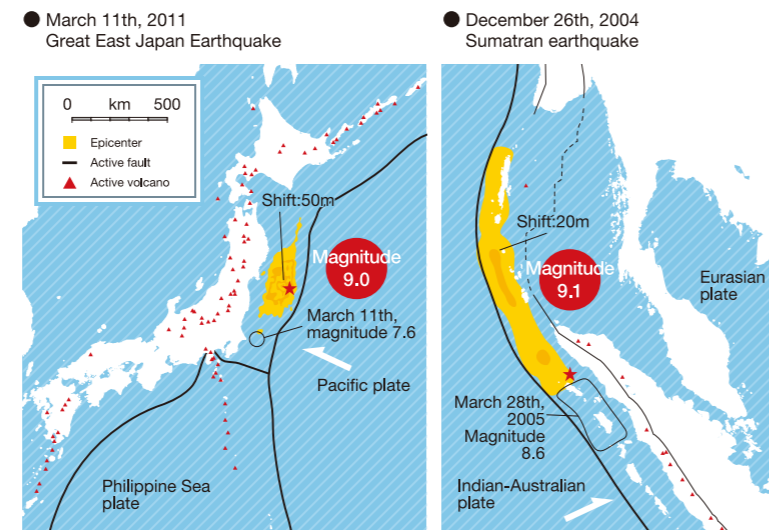 ● March 11th, 2011
Great East Japan Earthquake
0 km 500
Epicenter
Active fault
Active volcano
Shift:50m
Magnitude
9.0
March 11th,
magnitude 7.6
Pacific plate
Philippine Sea
plate
● December 26th, 2004
Sumatran earthquake
Shift:20m
Magnitude
9.1
Eurasian
plate
March 28th,
2005
Magnitude
8.6
Indian-Australian
plate